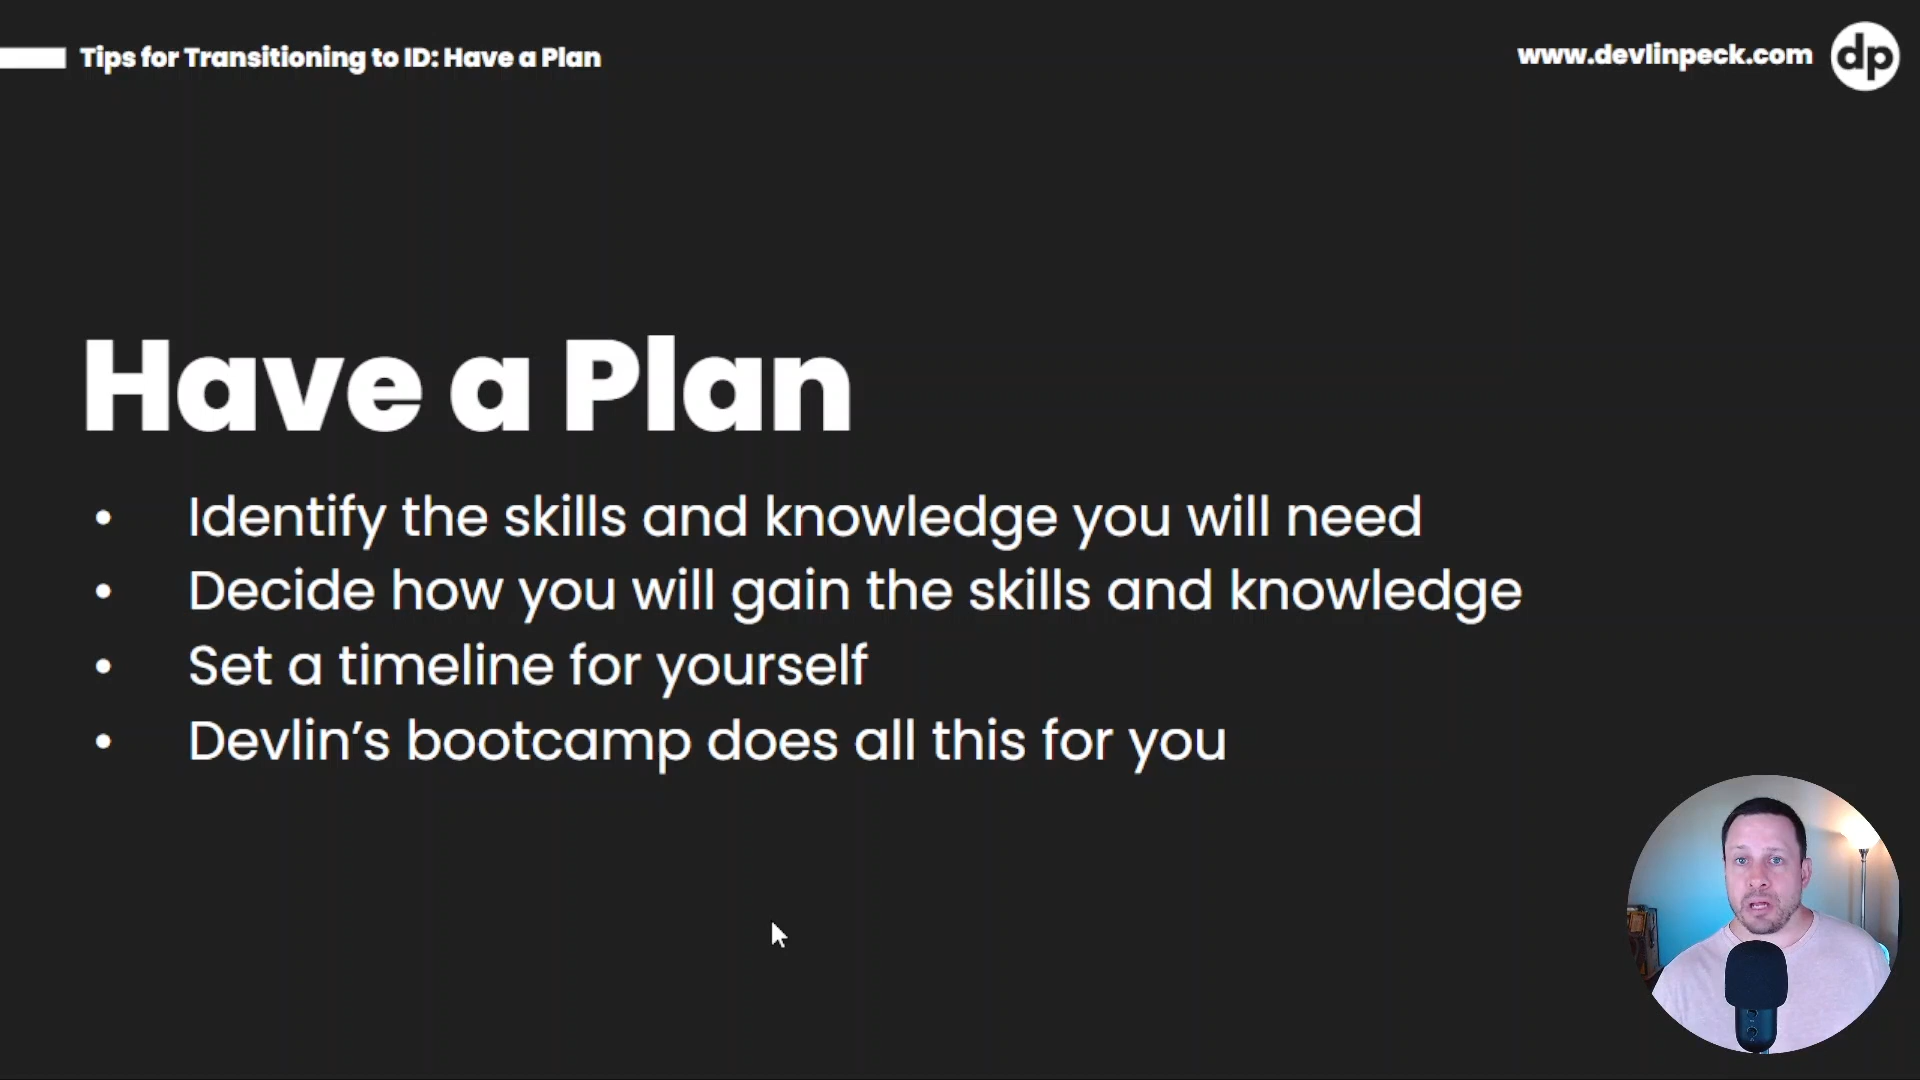 Tips for Transitioning to ID: Have a Plan
www.devlinpeck.com
dp
Have a Plan
• Identify the skills and knowledge you will need
• Decide how you will gain the skills and knowledge
• Set a timeline for yourself
• Devlin’s bootcamp does all this for you